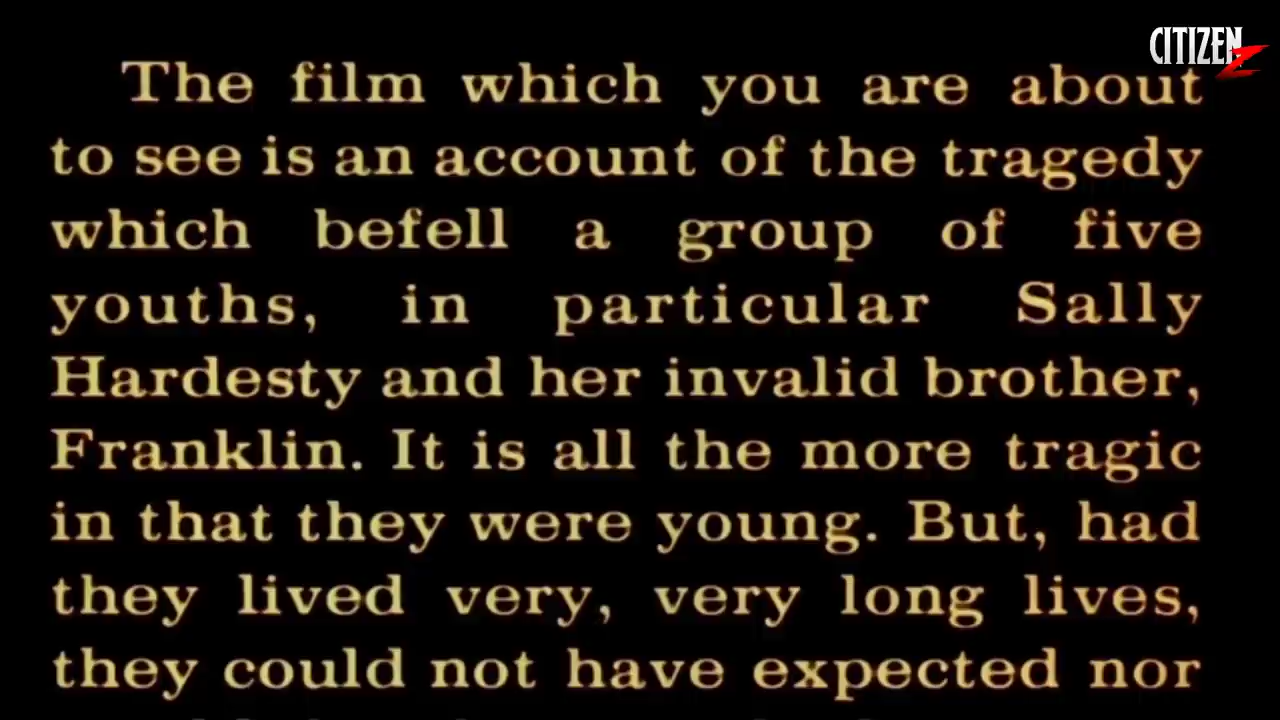 CITIZEN Z
The film which you are about
to see is an account of the tragedy
which befell a group of five
youths, in particular Sally
Hardesty and her invalid brother,
Franklin. It is all the more tragic
in that they were young. But, had
they lived very, very long lives,
they could not have expected nor